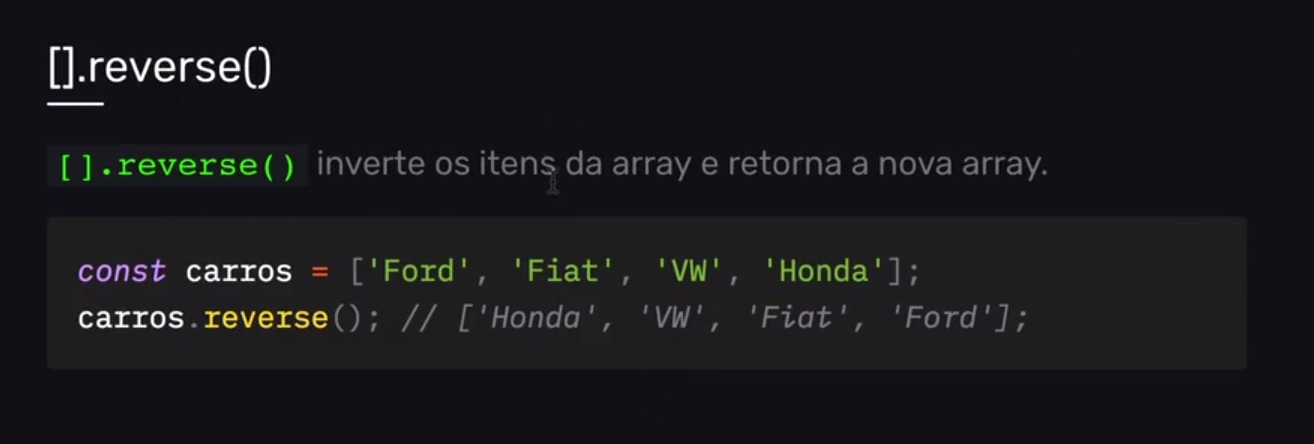 [].reverse()
[].reverse() inverte os itens da array e retorna a nova array.
const carros = ['Ford', 'Fiat', 'VW', 'Honda'];
carros.reverse(); // ['Honda', 'VW', 'Fiat', 'Ford'];